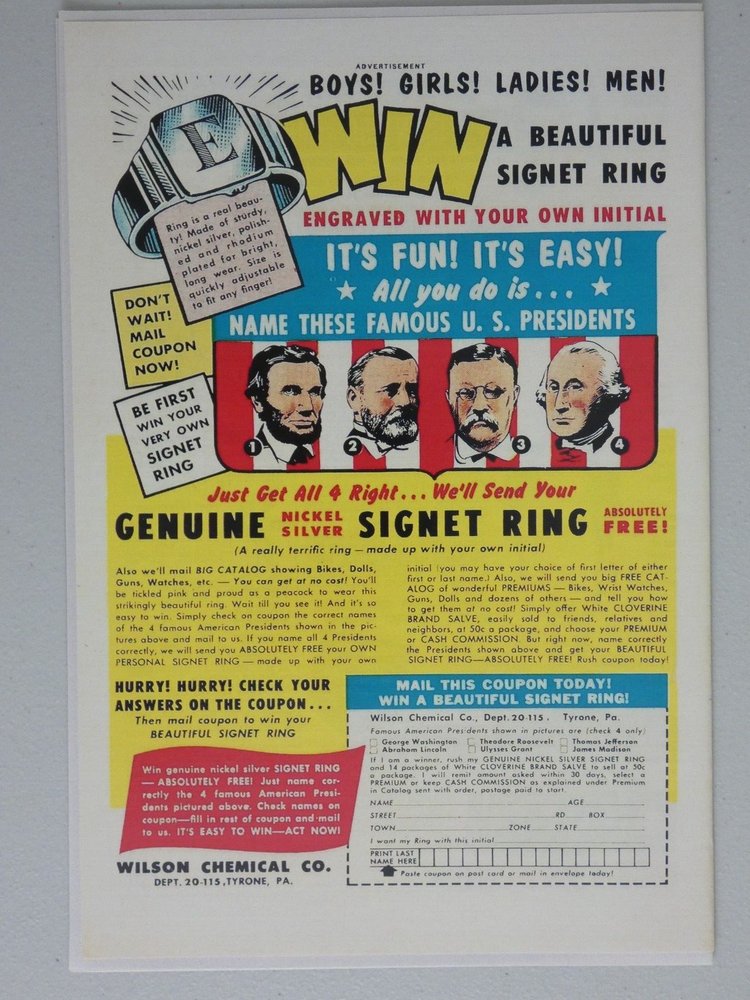 ADVERTISEMENT
BOYS! GIRLS! LADIES! MEN!
WIN
A BEAUTIFUL
SIGNET RING
ENGRAVED WITH YOUR OWN INITIAL
E
Ring is a real beau-
ty! Made of sturdy,
nickel silver, polish-
ed and rhodium
plated for bright,
long wear. Size is
quickly adjustable
to fit any finger!
IT'S FUN! IT'S EASY!
All you do is...
NAME THESE FAMOUS U. S. PRESIDENTS
DON'T
WAIT!
MAIL
COUPON
NOW!
BE FIRST
WIN YOUR
VERY OWN
SIGNET
RING
1
2
3
4
Just Get All 4 Right... We'll Send Your
GENUINE NICKEL SILVER SIGNET RING ABSOLUTELY FREE!
(A really terrific ring — made up with your own initial)
Also we'll mail BIG CATALOG showing Bikes, Dolls,
Guns, Watches, etc. — You can get at no cost! You'll
be tickled pink and proud as a peacock to wear this
strikingly beautiful ring. Wait till you see it! And it's so
easy to win. Simply check on coupon the correct names
of the 4 famous American Presidents shown in the pic-
tures above and mail to us. If you name all 4 Presidents
correctly, we will send you ABSOLUTELY FREE your OWN
PERSONAL SIGNET RING — made up with your own
initial (you may have your choice of first letter of either
first or last name.) Also, we will send you big FREE CAT-
ALOG of wonderful PREMIUMS — Bikes, Wrist Watches,
Guns, Dolls and dozens of others — and tell you how
to get them at no cost! Simply offer White CLOVERINE
BRAND SALVE, easily sold to friends, relatives and
neighbors, at 50c a package, and choose your PREMIUM
or CASH COMMISSION. But right now, name correctly
the Presidents shown above and get your BEAUTIFUL
SIGNET RING—ABSOLUTELY FREE! Rush coupon today!
HURRY! HURRY! CHECK YOUR
ANSWERS ON THE COUPON...
Then mail coupon to win your
BEAUTIFUL SIGNET RING
Win genuine nickel silver SIGNET RING
— ABSOLUTELY FREE! Just name cor-
rectly the 4 famous American Presi-
dents pictured above. Check names on
coupon—fill in rest of coupon and mail
to us. IT'S EASY TO WIN—ACT NOW!
WILSON CHEMICAL CO.
DEPT. 20-115, TYRONE, PA.
MAIL THIS COUPON TODAY!
WIN A BEAUTIFUL SIGNET RING!
Wilson Chemical Co., Dept. 20-115. Tyrone, Pa.
Famous American Presidents shown in pictures are (check 4 only)
George Washington Theodore Roosevelt Thomas Jefferson
Abraham Lincoln Ulysses Grant James Madison
If I am a winner, rush my GENUINE NICKEL SILVER SIGNET RING
and 14 packages of White CLOVERINE BRAND SALVE to sell at 50c
a package. I will remit amount asked within 30 days, select a
PREMIUM or keep CASH COMMISSION as explained under Premium
in Catalog sent with order, postage paid to start.
NAME AGE
STREET RD BOX
TOWN ZONE STATE
I want my Ring with this initial
PRINT LAST
NAME HERE
Paste coupon on post card or mail in envelope today!